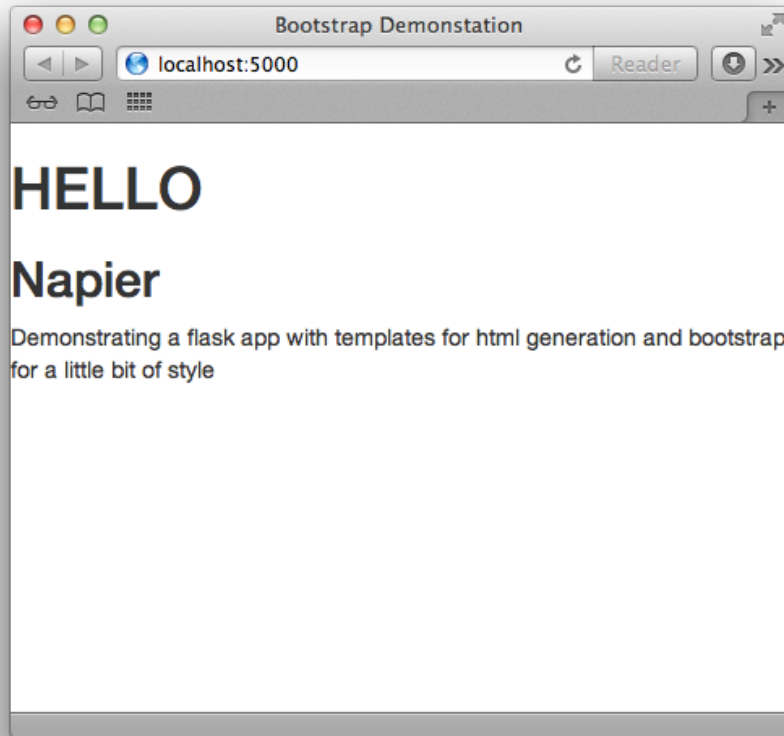 Bootstrap Demonstation
localhost:5000
Reader
HELLO
Napier
Demonstrating a flask app with templates for html generation and bootstrap
for a little bit of style